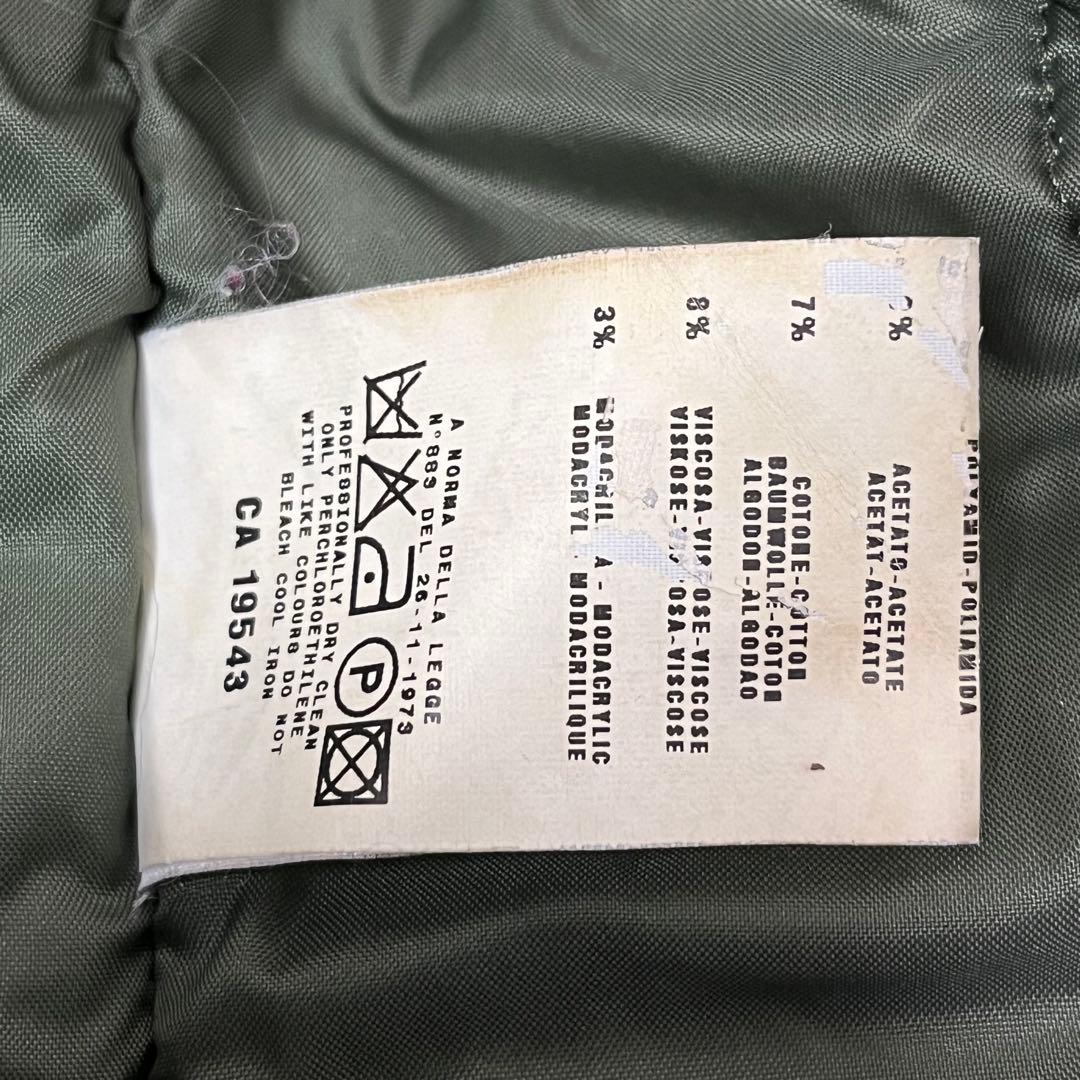 POLYAMID-POLIAMIDA
ACETATO-ACETATE
ACETAT-ACETATO
7% COTONE-COTTON
BAUMWOLLE-COTON
ALGODON-ALGODAO
8% VISCOSA-VISCOSE-VISCOSE
VISKOSE-VISCOSA-VISCOSE
3% MODACRYLIC
MODACRYL MODACRILIQUE
A NORMA DELLA LEGGE
N°883 DEL 26-11-1973
P
PROFESSIONALLY DRY CLEAN
ONLY PERCHLOROETHILENE
WITH LIKE COLOURS DO NOT
BLEACH COOL IRON
CA 19543